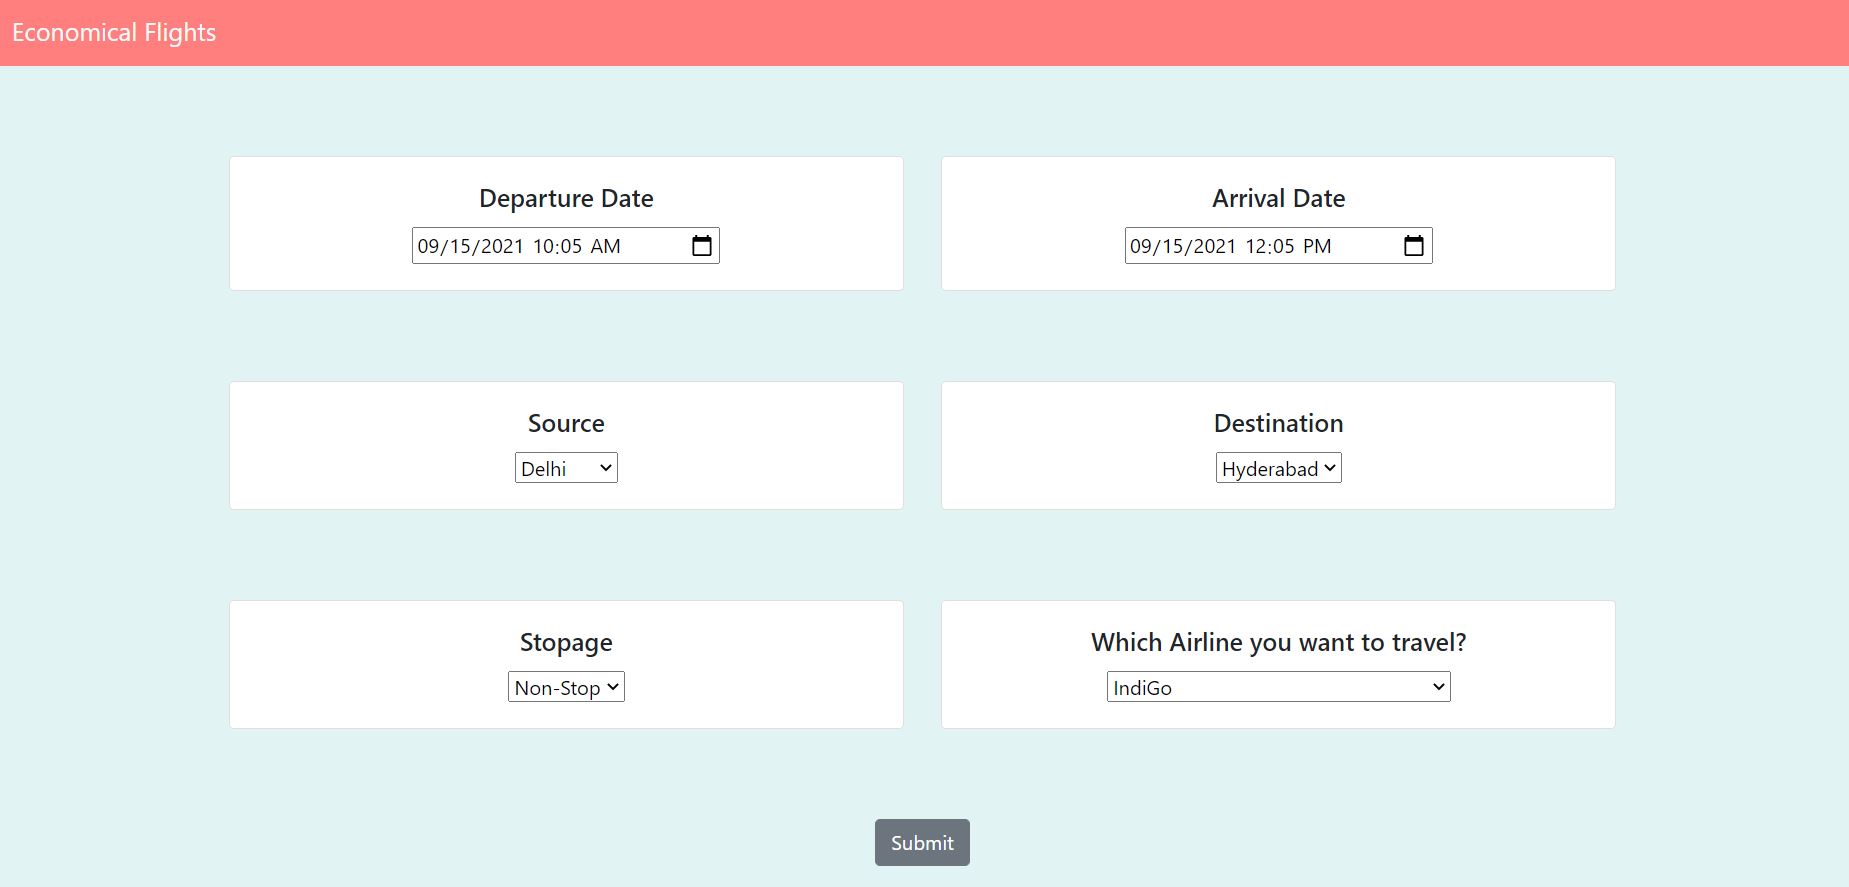 Economical Flights
Departure Date
09/15/2021 10:05 AM
Arrival Date
09/15/2021 12:05 PM
Source
Delhi
Destination
Hyderabad
Stopage
Non-Stop
Which Airline you want to travel?
IndiGo
Submit